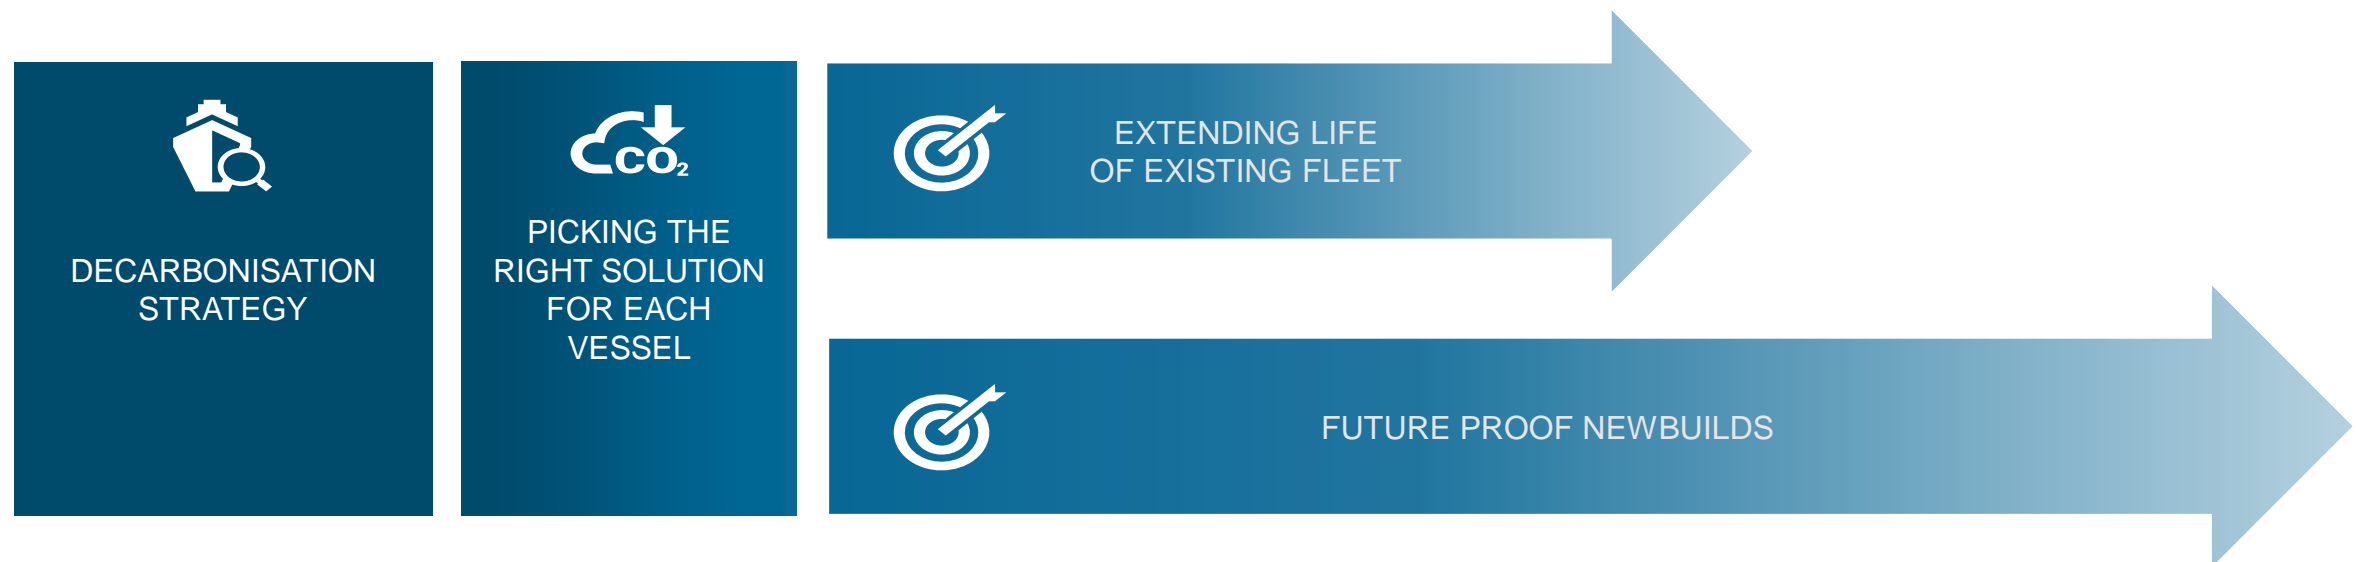 DECARBONISATION
STRATEGY
CO₂
PICKING THE
RIGHT SOLUTION
FOR EACH
VESSEL
EXTENDING LIFE
OF EXISTING FLEET
FUTURE PROOF NEWBUILDS